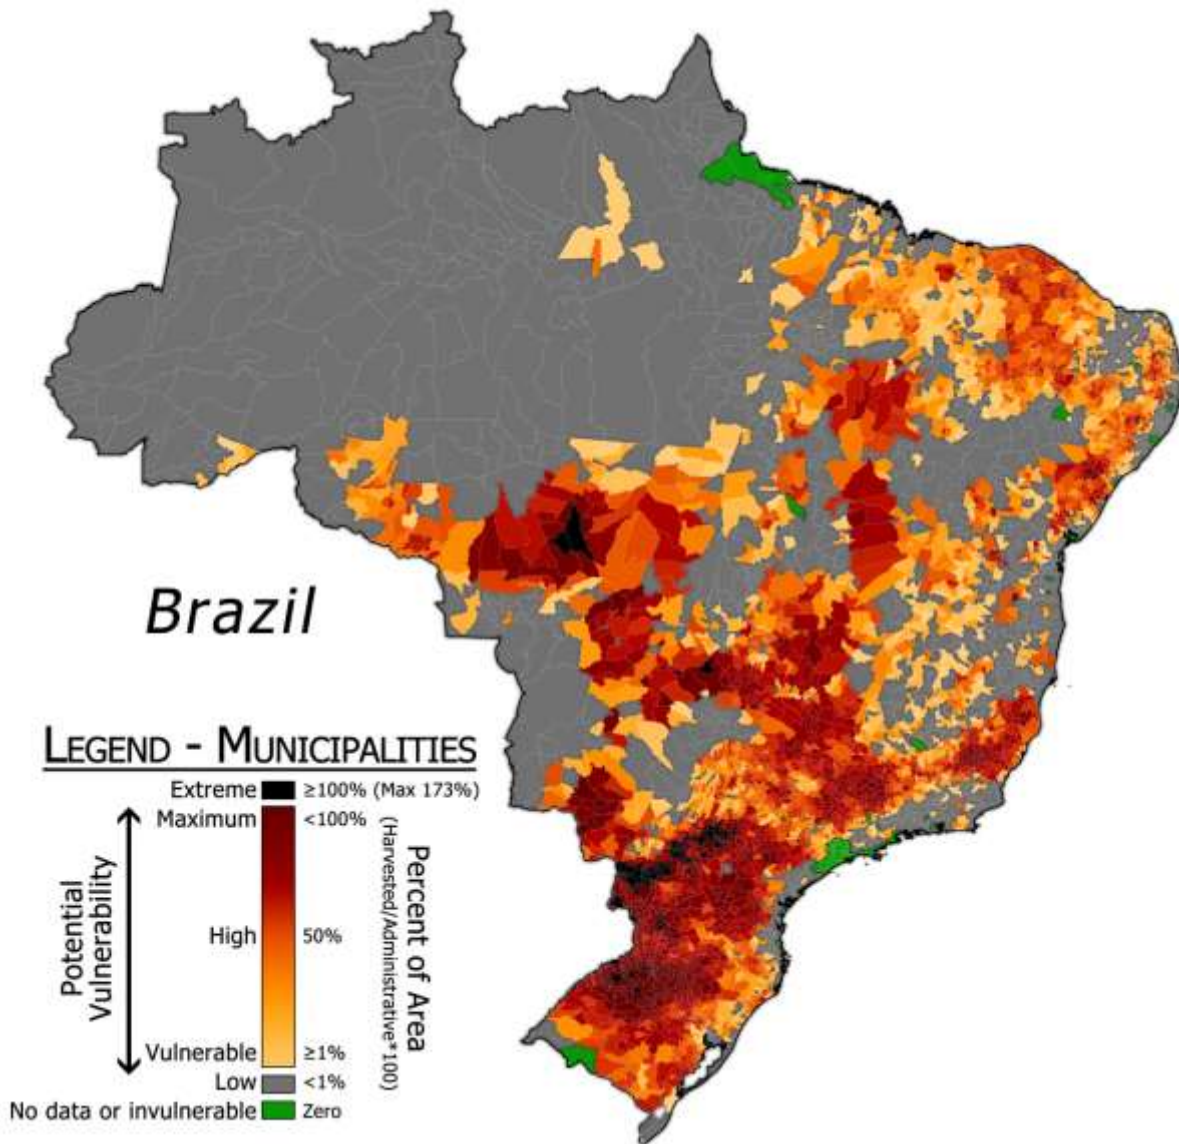 Brazil
LEGEND - MUNICIPALITIES
Extreme ≥100% (Max 173%)
Maximum <100%
High 50%
Vulnerable ≥1%
Low <1%
No data or invulnerable Zero
Potential
Vulnerability
Percent of Area
(Harvested/Administrative*100)